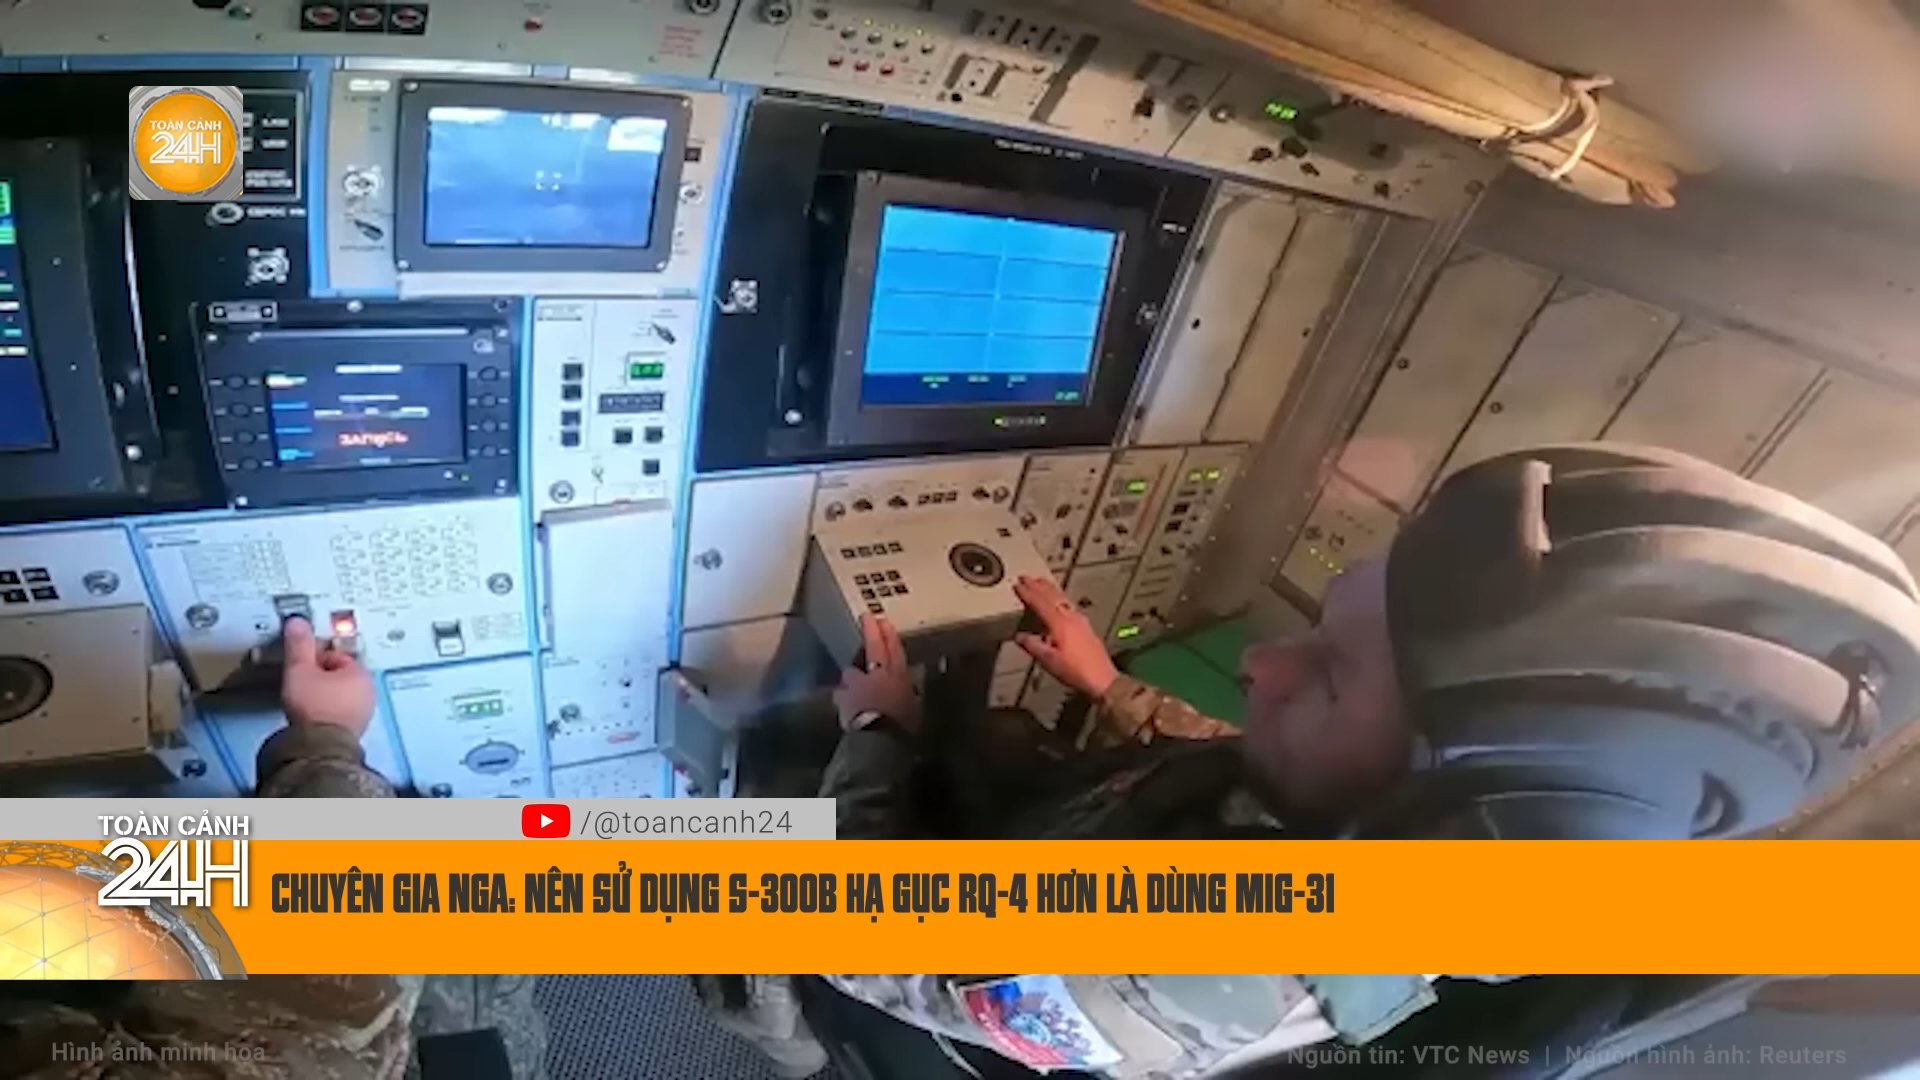 TOÀN CẢNH
24H
ЗАПИСЬ
/@toancanh24
TOÀN CẢNH
24H
CHUYÊN GIA NGA: NÊN SỬ DỤNG S-300B HẠ GỤC RQ-4 HƠN LÀ DÙNG MIG-31
Hình ảnh minh họa
Nguồn tin: VTC News | Nguồn hình ảnh: Reuters